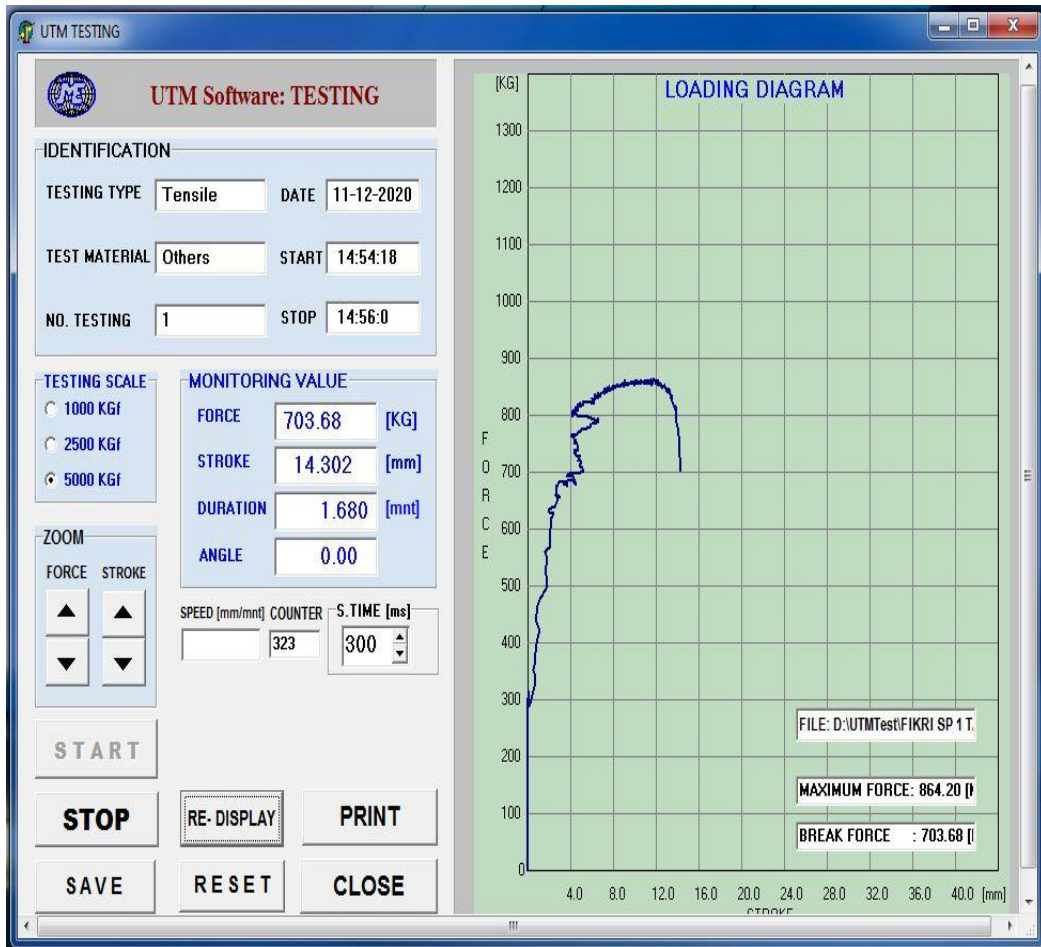 UTM TESTING
UTM Software: TESTING
IDENTIFICATION
TESTING TYPE Tensile DATE 11-12-2020
TEST MATERIAL Others START 14:54:18
NO. TESTING 1 STOP 14:56:0
TESTING SCALE
1000 KGf
2500 KGf
5000 KGf
MONITORING VALUE
FORCE 703.68 [KG]
STROKE 14.302 [mm]
DURATION 1.680 [mnt]
ANGLE 0.00
ZOOM
FORCE STROKE
SPEED [mm/mnt] COUNTER S.TIME [ms]
323 300
START
STOP RE- DISPLAY PRINT
SAVE RESET CLOSE
[KG] LOADING DIAGRAM
1300
1200
1100
1000
900
800
700
600
500
400
300
200
100
0
FORCE
FILE: D:\UTMTest\FIKRI SP 1 T.
MAXIMUM FORCE: 864.20 [
BREAK FORCE : 703.68 [
4.0 8.0 12.0 16.0 20.0 24.0 28.0 32.0 36.0 40.0 [mm]
STROKE